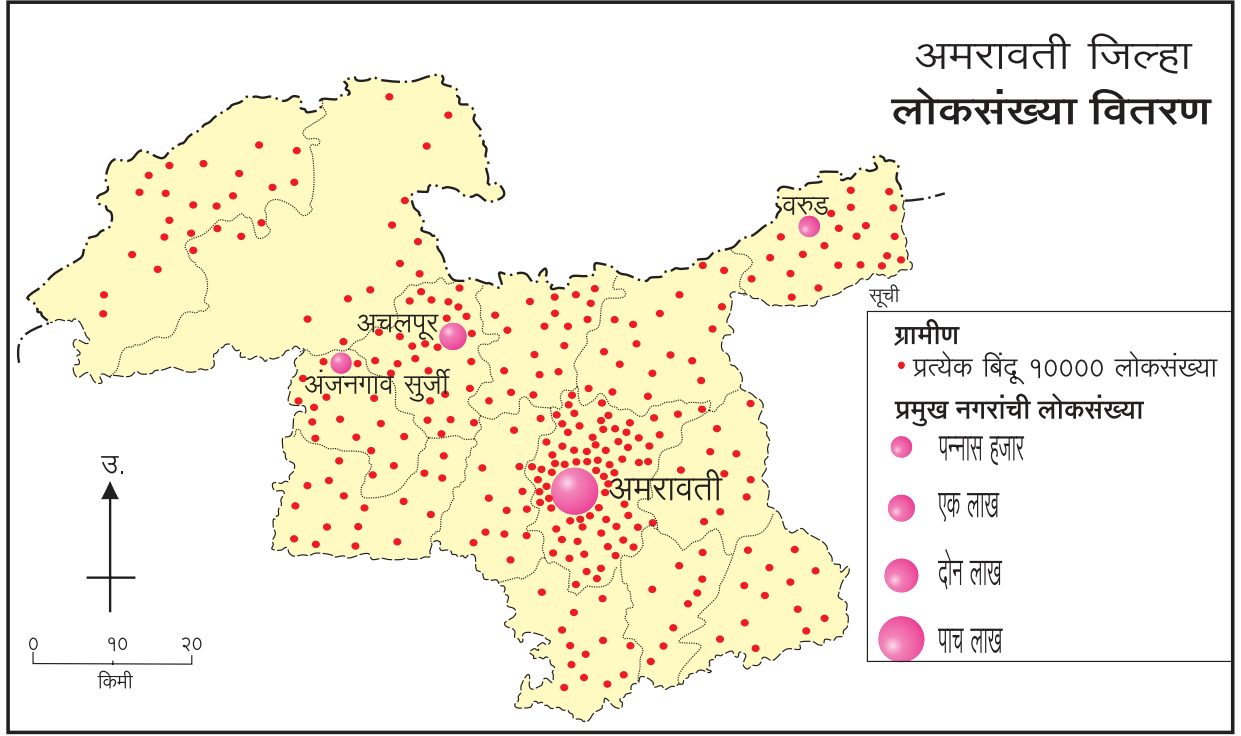 अमरावती जिल्हा
लोकसंख्या वितरण
वरुड
अचलपूर
अंजनगाव सुर्जी
अमरावती
उ.
० १० २०
किमी
सूची
ग्रामीण
प्रत्येक बिंदू १०००० लोकसंख्या
प्रमुख नगरांची लोकसंख्या
पन्नास हजार
एक लाख
दोन लाख
पाच लाख